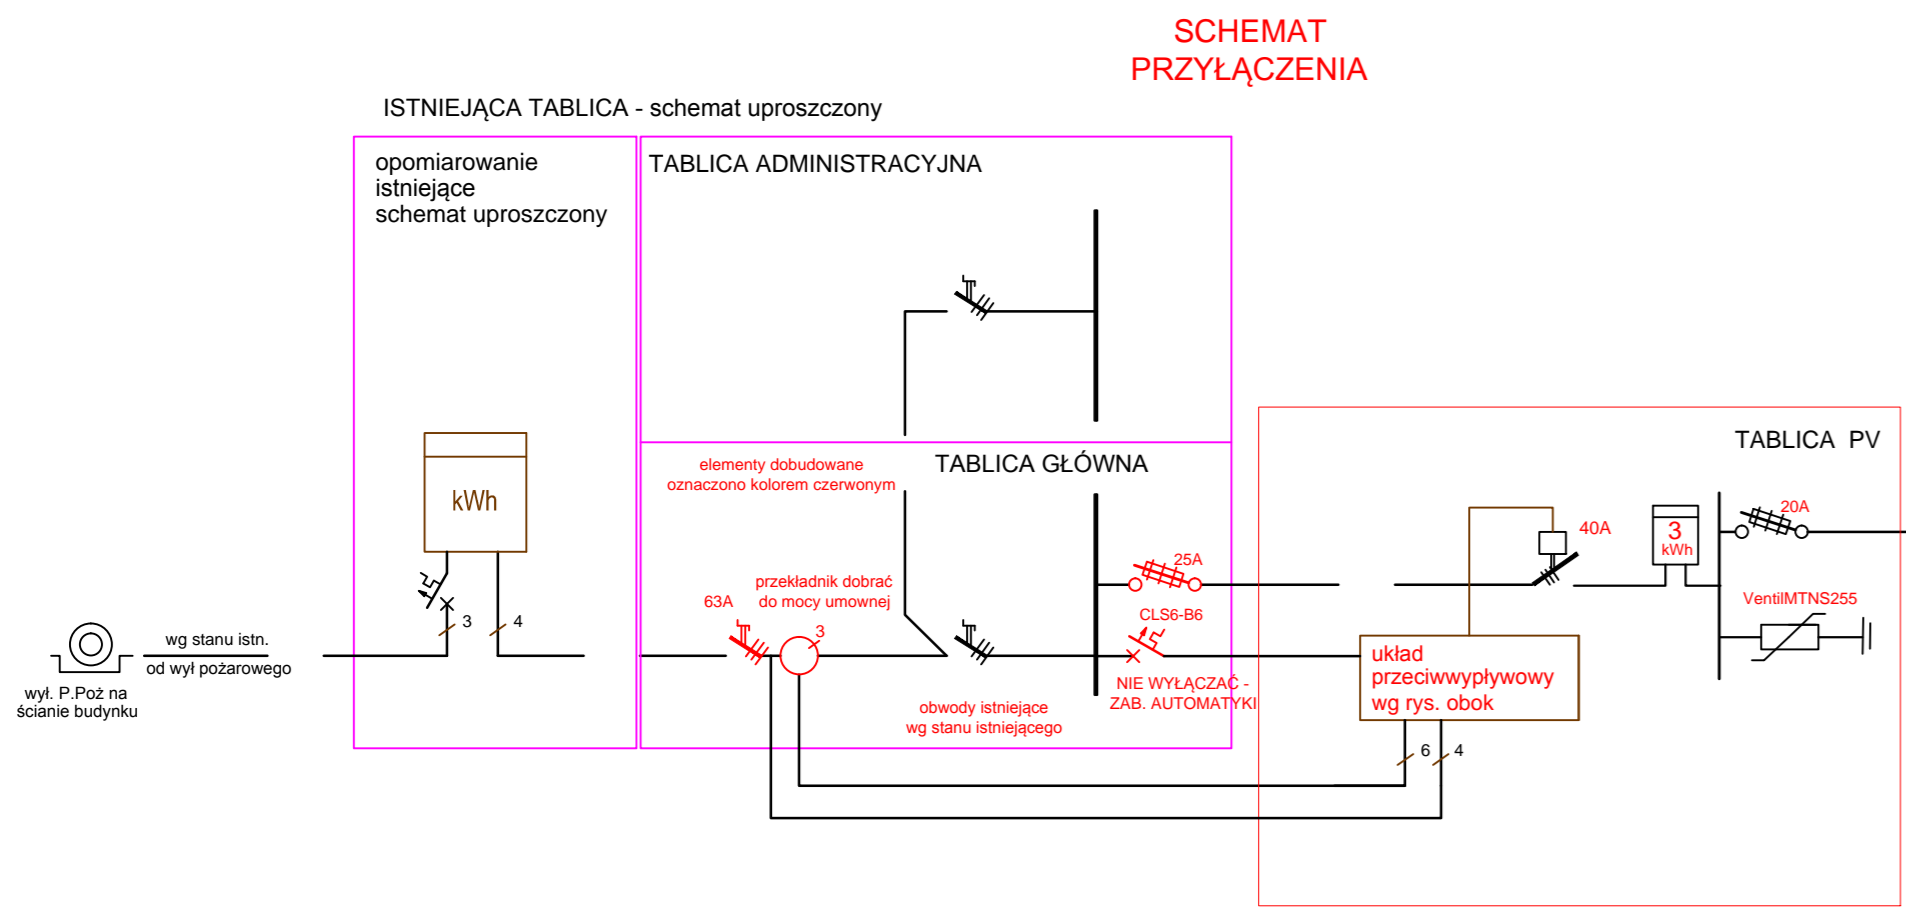 SCHEMAT
PRZYŁĄCZENIA
ISTNIEJĄCA TABLICA - schemat uproszczony
opomiarowanie
istniejące
schemat uproszczony
TABLICA ADMINISTRACYJNA
kWh
3
4
wg stanu istn.
od wył pożarowego
wył. P.Poż na
ścianie budynku
elementy dobudowane
oznaczono kolorem czerwonym
TABLICA GŁÓWNA
przekładnik dobrać
do mocy umownej
63A
3
25A
CLS6-B6
NIE WYŁĄCZAĆ -
ZAB. AUTOMATYKI
obwody istniejące
wg stanu istniejącego
TABLICA PV
40A
3
kWh
20A
VentilMTNS255
układ
przeciwwypływowy
wg rys. obok
6
4